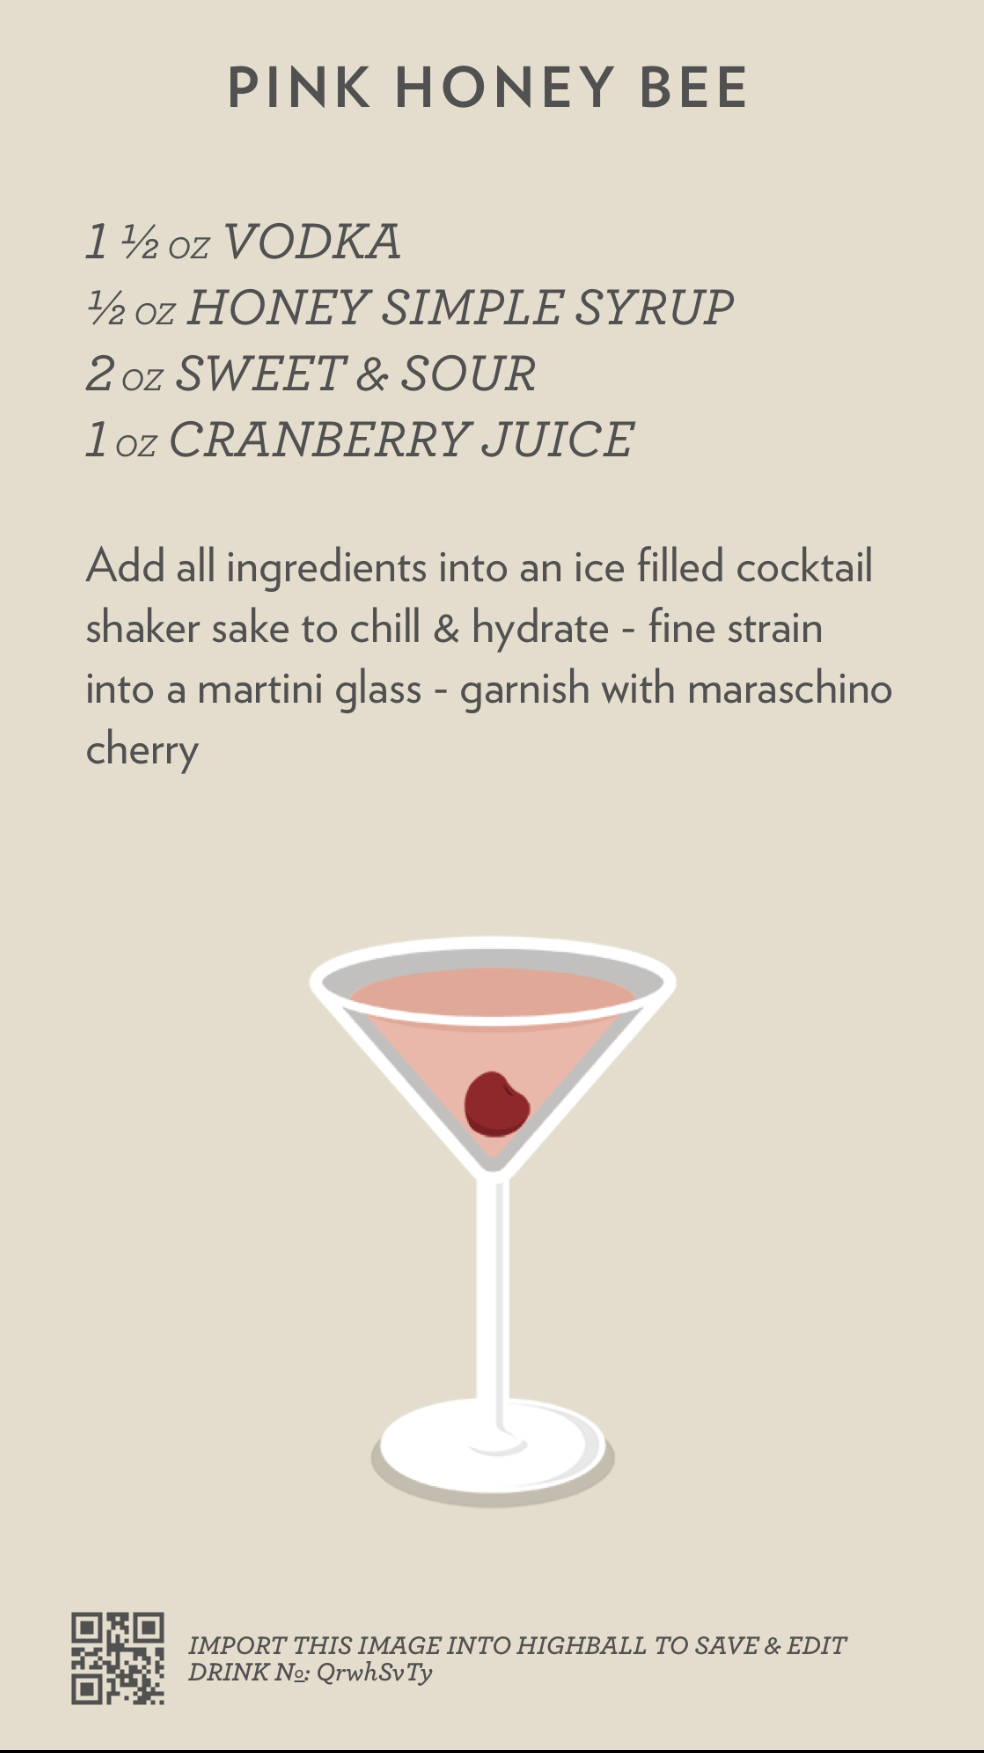 PINK HONEY BEE
1 ½ oz VODKA
½ oz HONEY SIMPLE SYRUP
2 oz SWEET & SOUR
1 oz CRANBERRY JUICE
Add all ingredients into an ice filled cocktail
shaker sake to chill & hydrate - fine strain
into a martini glass - garnish with maraschino
cherry
IMPORT THIS IMAGE INTO HIGHBALL TO SAVE & EDIT
DRINK №: QrwhSvTy